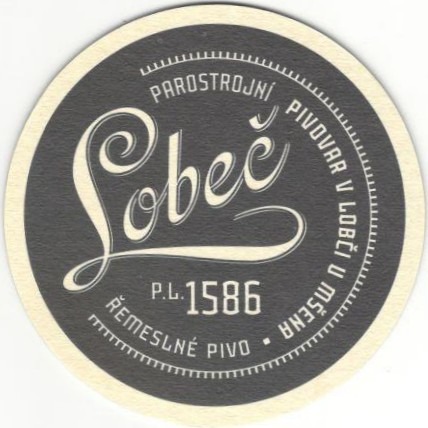 PAROSTROJNÍ PIVOVAR V LOBČI U MŠENA
Lobeč
P.L. 1586
ŘEMESLNÉ PIVO